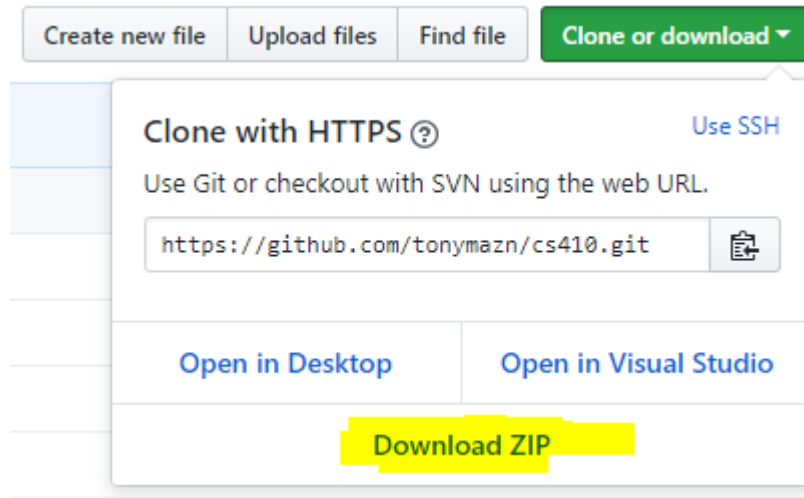 Create new file Upload files Find file Clone or download
Clone with HTTPS Use SSH
Use Git or checkout with SVN using the web URL.
https://github.com/tonymazn/cs410.git
Open in Desktop Open in Visual Studio
Download ZIP